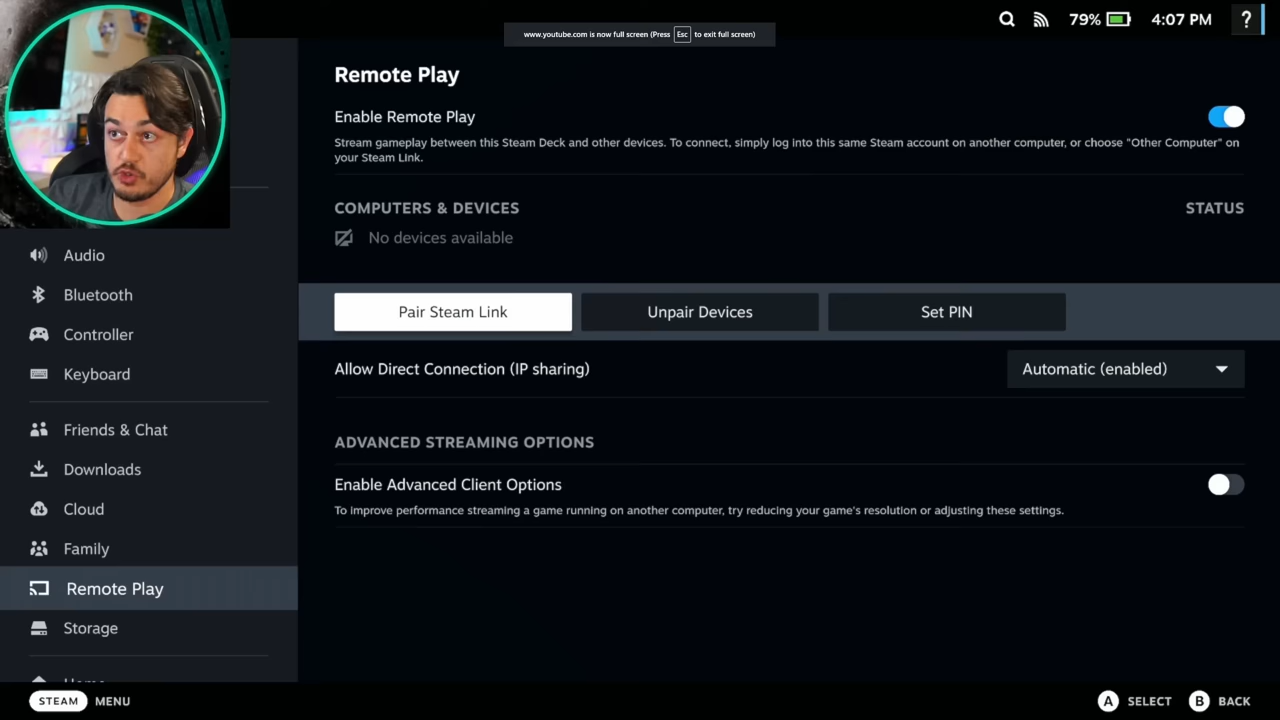 79% 4:07 PM ?
www.youtube.com is now full screen (Press Esc to exit full screen)
Remote Play
Enable Remote Play
Stream gameplay between this Steam Deck and other devices. To connect, simply log into this same Steam account on another computer, or choose "Other Computer" on
your Steam Link.
COMPUTERS & DEVICES STATUS
No devices available
Pair Steam Link Unpair Devices Set PIN
Allow Direct Connection (IP sharing) Automatic (enabled)
ADVANCED STREAMING OPTIONS
Enable Advanced Client Options
To improve performance streaming a game running on another computer, try reducing your game's resolution or adjusting these settings.
Audio
Bluetooth
Controller
Keyboard
Friends & Chat
Downloads
Cloud
Family
Remote Play
Storage
STEAM MENU
A SELECT B BACK